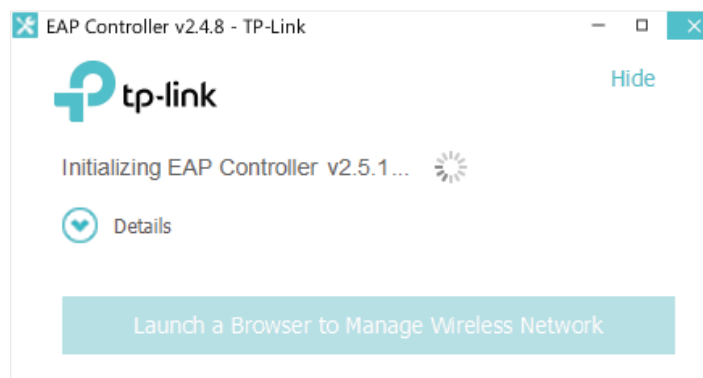 EAP Controller v2.4.8 - TP-Link
tp-link
Hide
Initializing EAP Controller v2.5.1...
Details
Launch a Browser to Manage Wireless Network